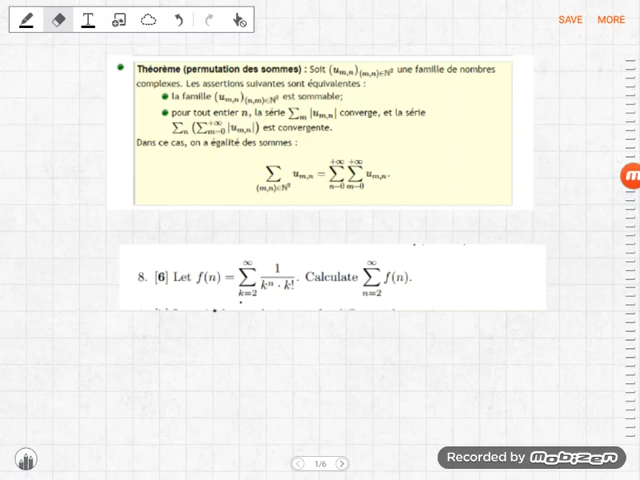 SAVE MORE
Théorème (permutation des sommes) : Soit (u_{m,n})_{(m,n)∈ℕ²} une famille de nombres
complexes. Les assertions suivantes sont équivalentes :
la famille (u_{m,n})_{(n,m)∈ℕ²} est sommable;
pour tout entier n, la série ∑_m |u_{m,n}| converge, et la série
∑_n (∑_{m=0}^{+∞} |u_{m,n}|) est convergente.
Dans ce cas, on a égalité des sommes :
∑_{(m,n)∈ℕ²} u_{m,n} = ∑_{n=0}^{+∞} ∑_{m=0}^{+∞} u_{m,n}.
8. [6] Let f(n) = ∑_{k=2}^{∞} 1/(k^n · k!). Calculate ∑_{n=2}^{∞} f(n).
1/6
Recorded by mobizen